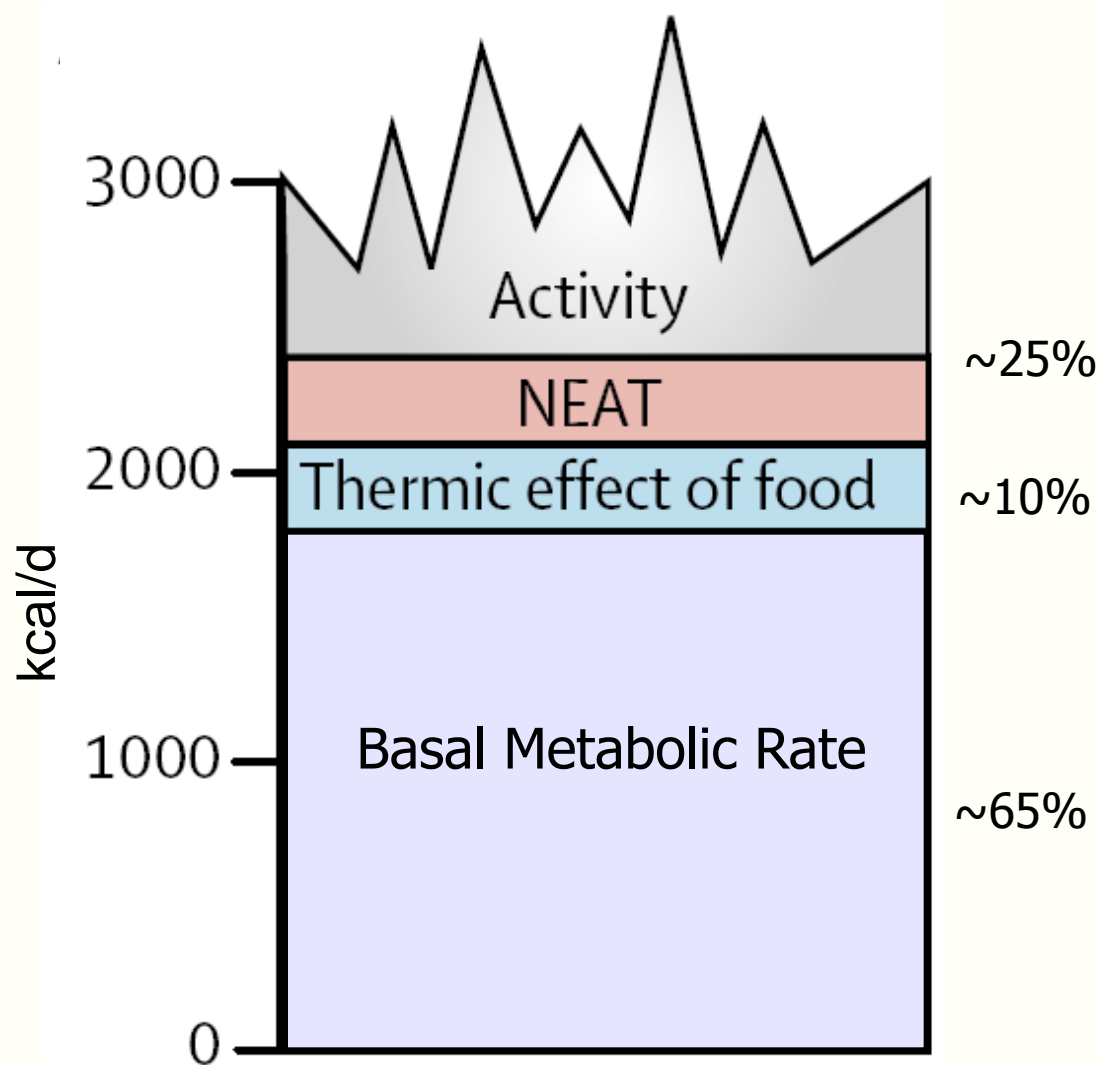 3000
Activity
~25%
NEAT
2000
Thermic effect of food
~10%
kcal/d
1000
Basal Metabolic Rate
~65%
0